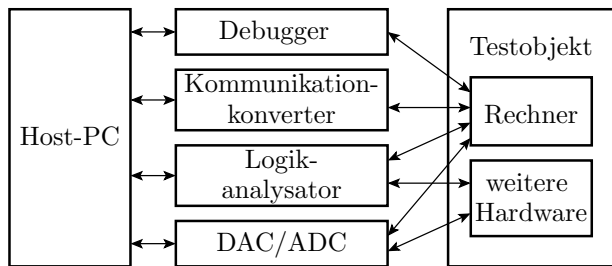 Host-PC
Debugger
Kommunikation-
konverter
Logik-
analysator
DAC/ADC
Testobjekt
Rechner
weitere
Hardware